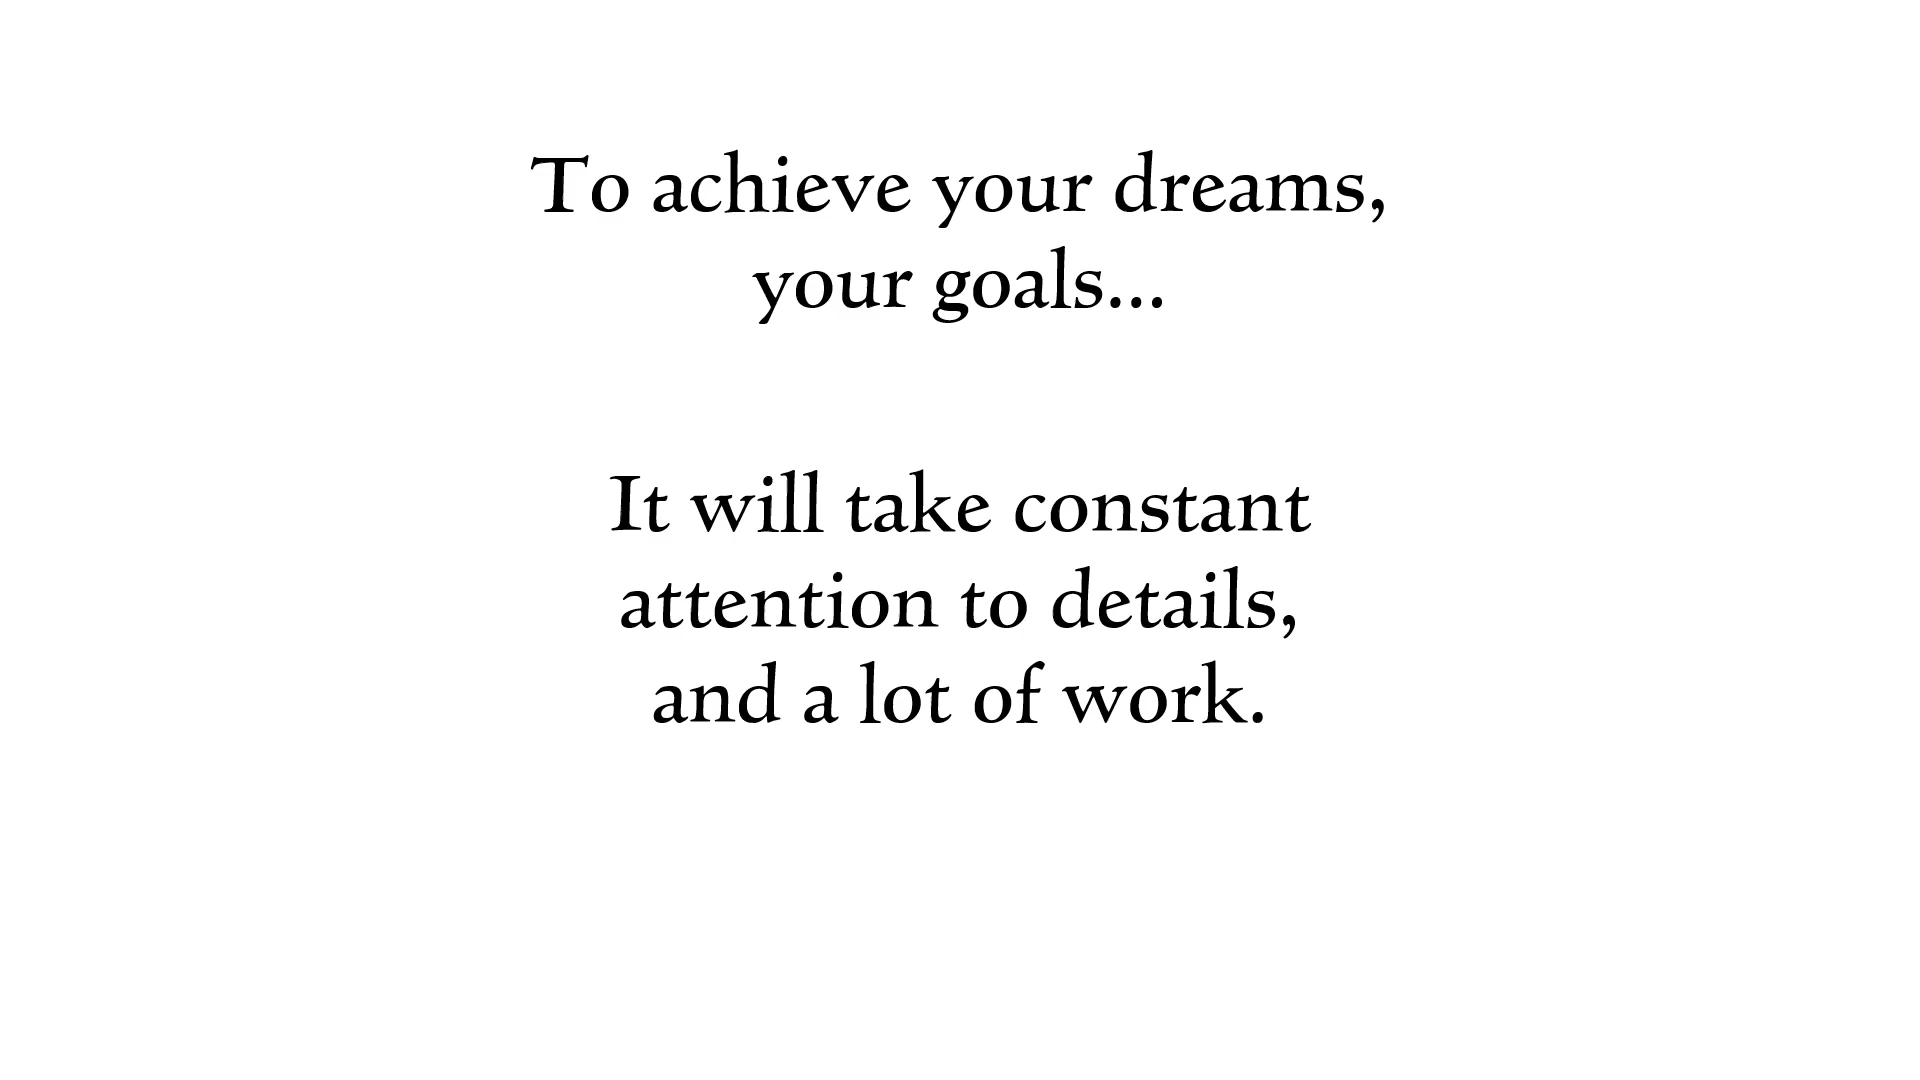 To achieve your dreams,
your goals...
It will take constant
attention to details,
and a lot of work.